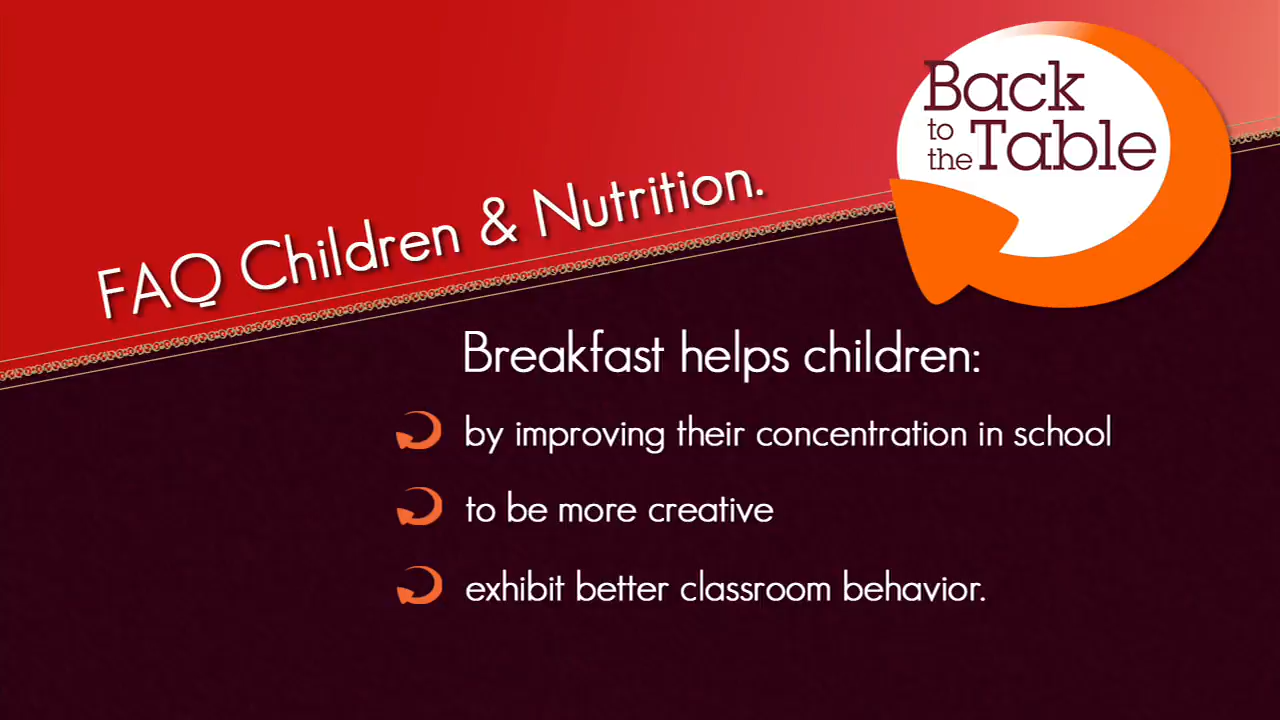 Back
to
the Table
FAQ Children & Nutrition.
Breakfast helps children:
by improving their concentration in school
to be more creative
exhibit better classroom behavior.